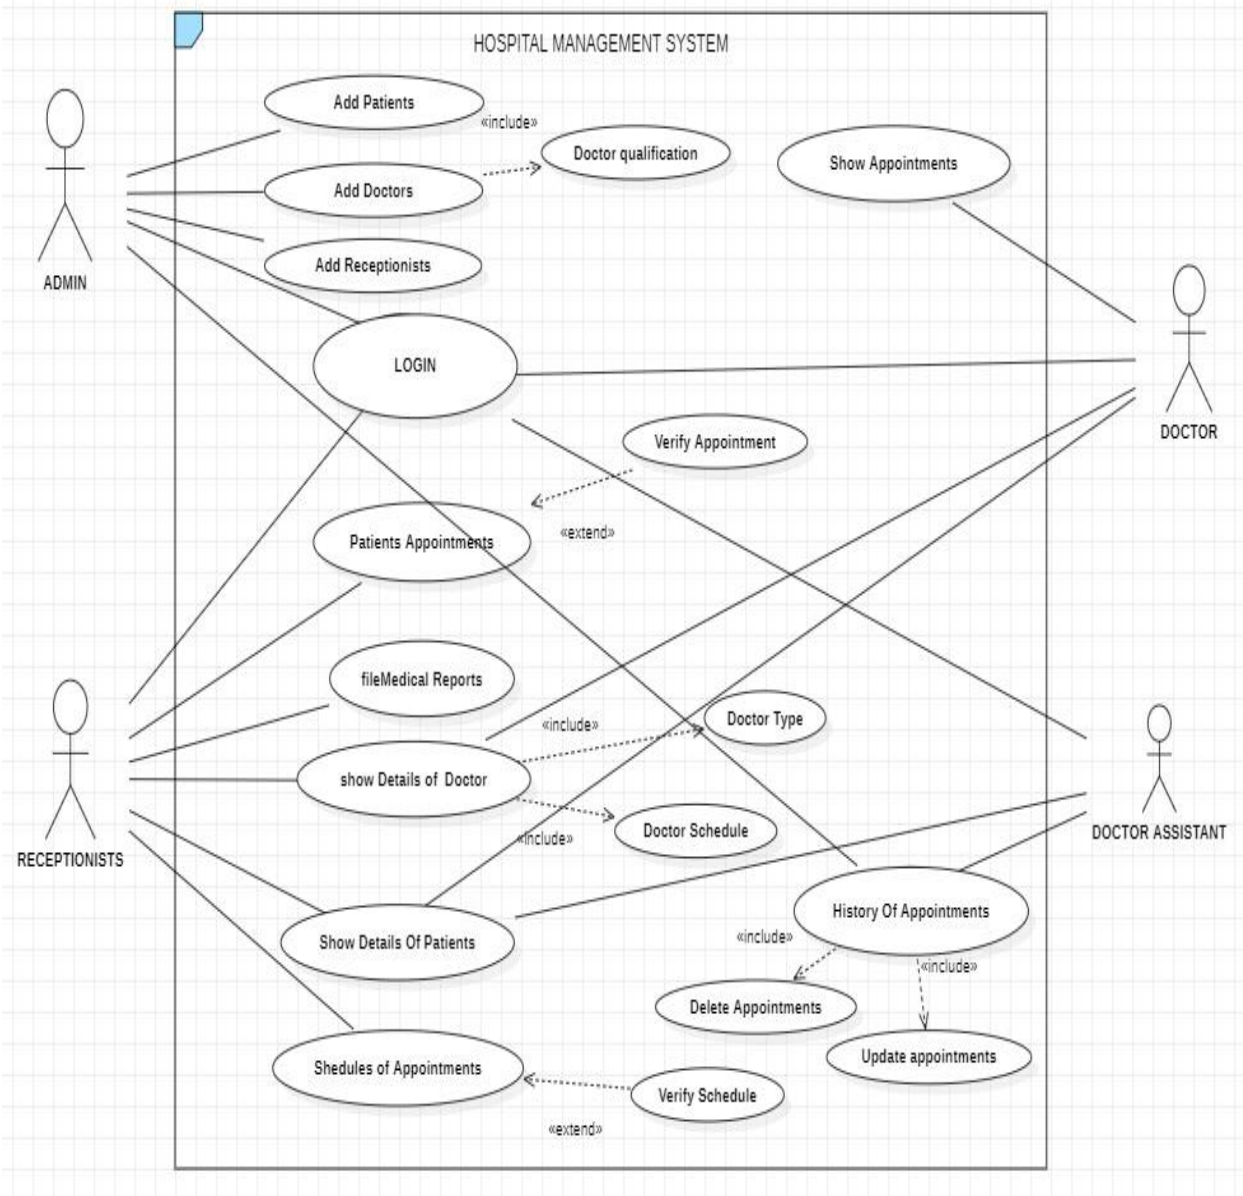 HOSPITAL MANAGEMENT SYSTEM
Add Patients
«include»
Doctor qualification
Show Appointments
Add Doctors
Add Receptionists
ADMIN
LOGIN
DOCTOR
Verify Appointment
«extend»
Patients Appointments
fileMedical Reports
«include»
Doctor Type
show Details of Doctor
Doctor Schedule
«include»
DOCTOR ASSISTANT
RECEPTIONISTS
History Of Appointments
Show Details Of Patients
«include»
«include»
Delete Appointments
Update appointments
Shedules of Appointments
Verify Schedule
«extend»